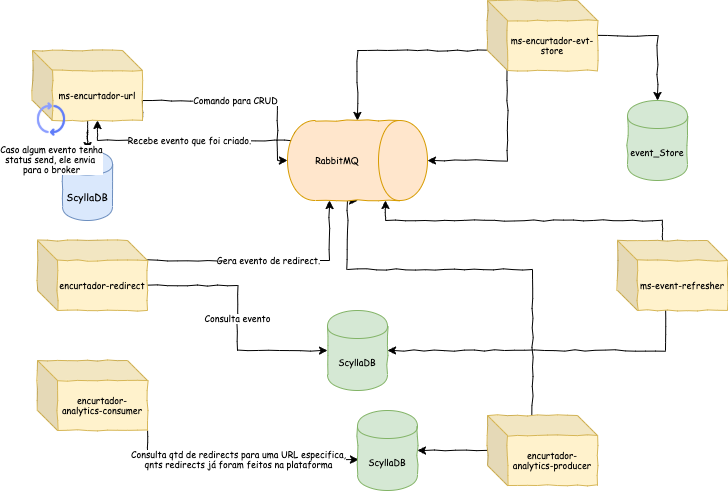 ms-encurtador-evt-
store
ms-encurtador-url
Comando para CRUD
Recebe evento que foi criado.
Caso algum evento tenha
status send, ele envia
para o broker
ScyllaDB
RabbitMQ
event_Store
Gera evento de redirect.
encurtador-redirect
ms-event-refresher
Consulta evento
ScyllaDB
encurtador-
analytics-consumer
Consulta qtd de redirects para uma URL especifica,
qnts redirects já foram feitos na plataforma
ScyllaDB
encurtador-
analytics-producer